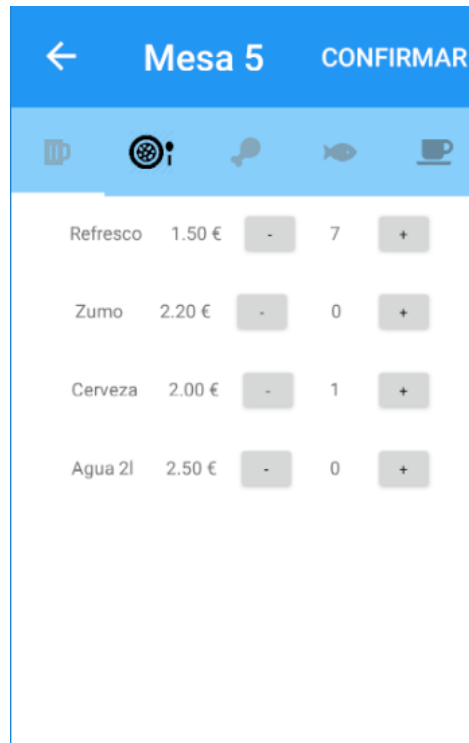 Mesa 5 CONFIRMAR
Refresco 1.50 € - 7 +
Zumo 2.20 € - 0 +
Cerveza 2.00 € - 1 +
Agua 2l 2.50 € - 0 +